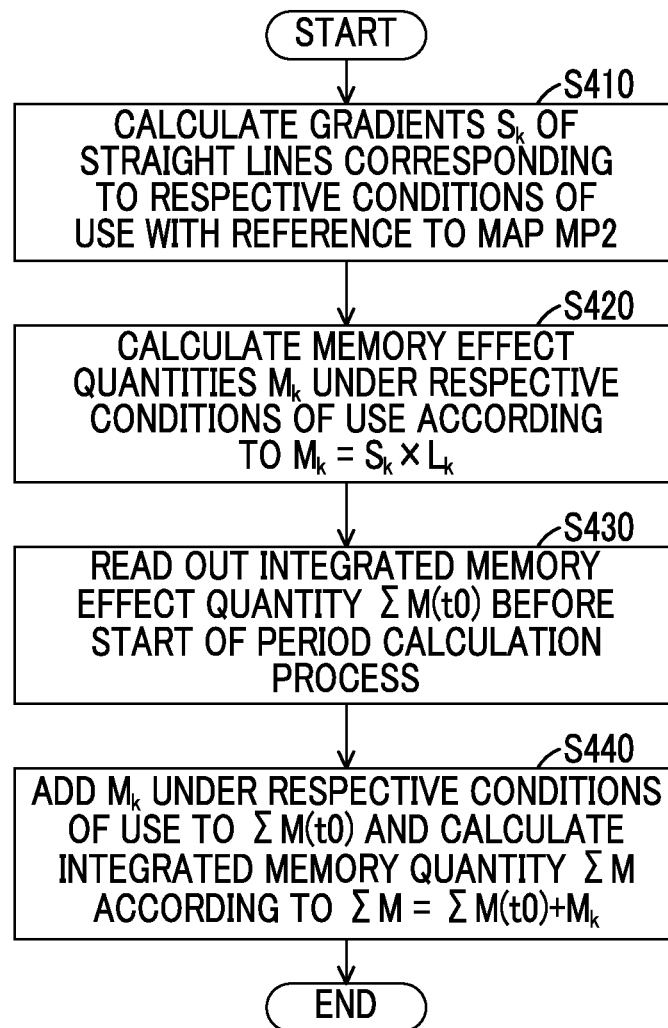 START
S410
CALCULATE GRADIENTS Sₖ OF
STRAIGHT LINES CORRESPONDING
TO RESPECTIVE CONDITIONS OF
USE WITH REFERENCE TO MAP MP2
S420
CALCULATE MEMORY EFFECT
QUANTITIES Mₖ UNDER RESPECTIVE
CONDITIONS OF USE ACCORDING
TO Mₖ = Sₖ × Lₖ
S430
READ OUT INTEGRATED MEMORY
EFFECT QUANTITY ΣM(t0) BEFORE
START OF PERIOD CALCULATION
PROCESS
S440
ADD Mₖ UNDER RESPECTIVE CONDITIONS
OF USE TO ΣM(t0) AND CALCULATE
INTEGRATED MEMORY QUANTITY ΣM
ACCORDING TO ΣM = ΣM(t0)+Mₖ
END